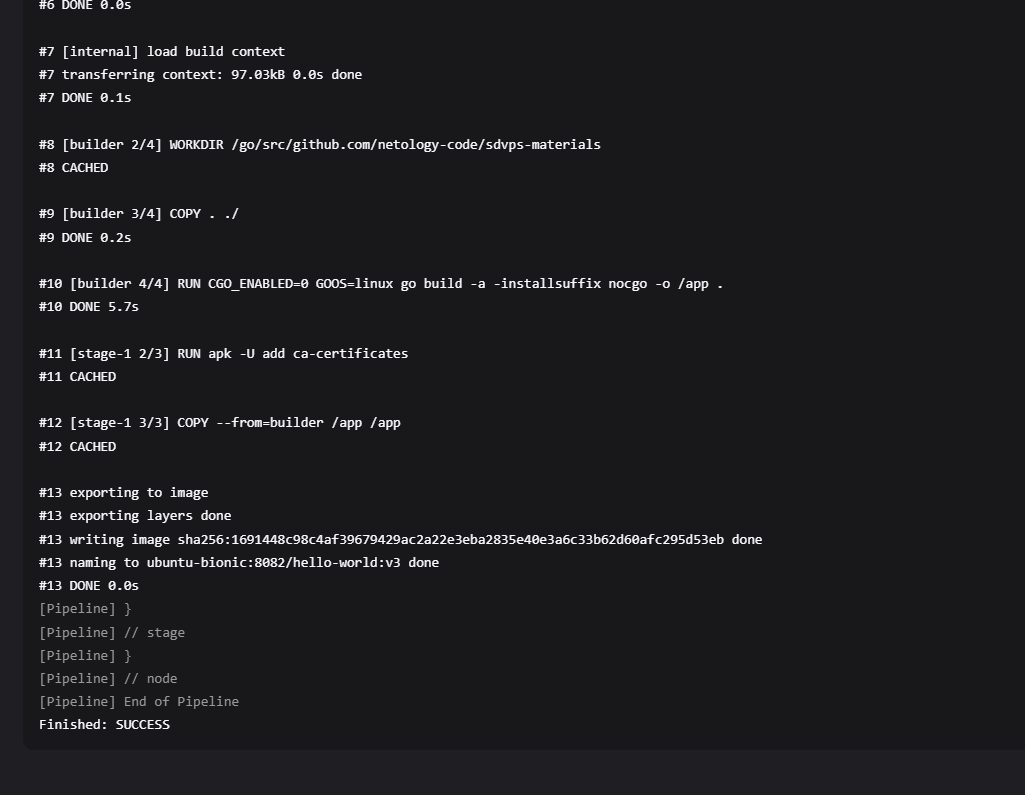 #6 DONE 0.0s
#7 [internal] load build context
#7 transferring context: 97.03kB 0.0s done
#7 DONE 0.1s
#8 [builder 2/4] WORKDIR /go/src/github.com/netology-code/sdvps-materials
#8 CACHED
#9 [builder 3/4] COPY . ./
#9 DONE 0.2s
#10 [builder 4/4] RUN CGO_ENABLED=0 GOOS=linux go build -a -installsuffix nocgo -o /app .
#10 DONE 5.7s
#11 [stage-1 2/3] RUN apk -U add ca-certificates
#11 CACHED
#12 [stage-1 3/3] COPY --from=builder /app /app
#12 CACHED
#13 exporting to image
#13 exporting layers done
#13 writing image sha256:1691448c98c4af39679429ac2a22e3eba2835e40e3a6c33b62d60afc295d53eb done
#13 naming to ubuntu-bionic:8082/hello-world:v3 done
#13 DONE 0.0s
[Pipeline] }
[Pipeline] // stage
[Pipeline] }
[Pipeline] // node
[Pipeline] End of Pipeline
Finished: SUCCESS